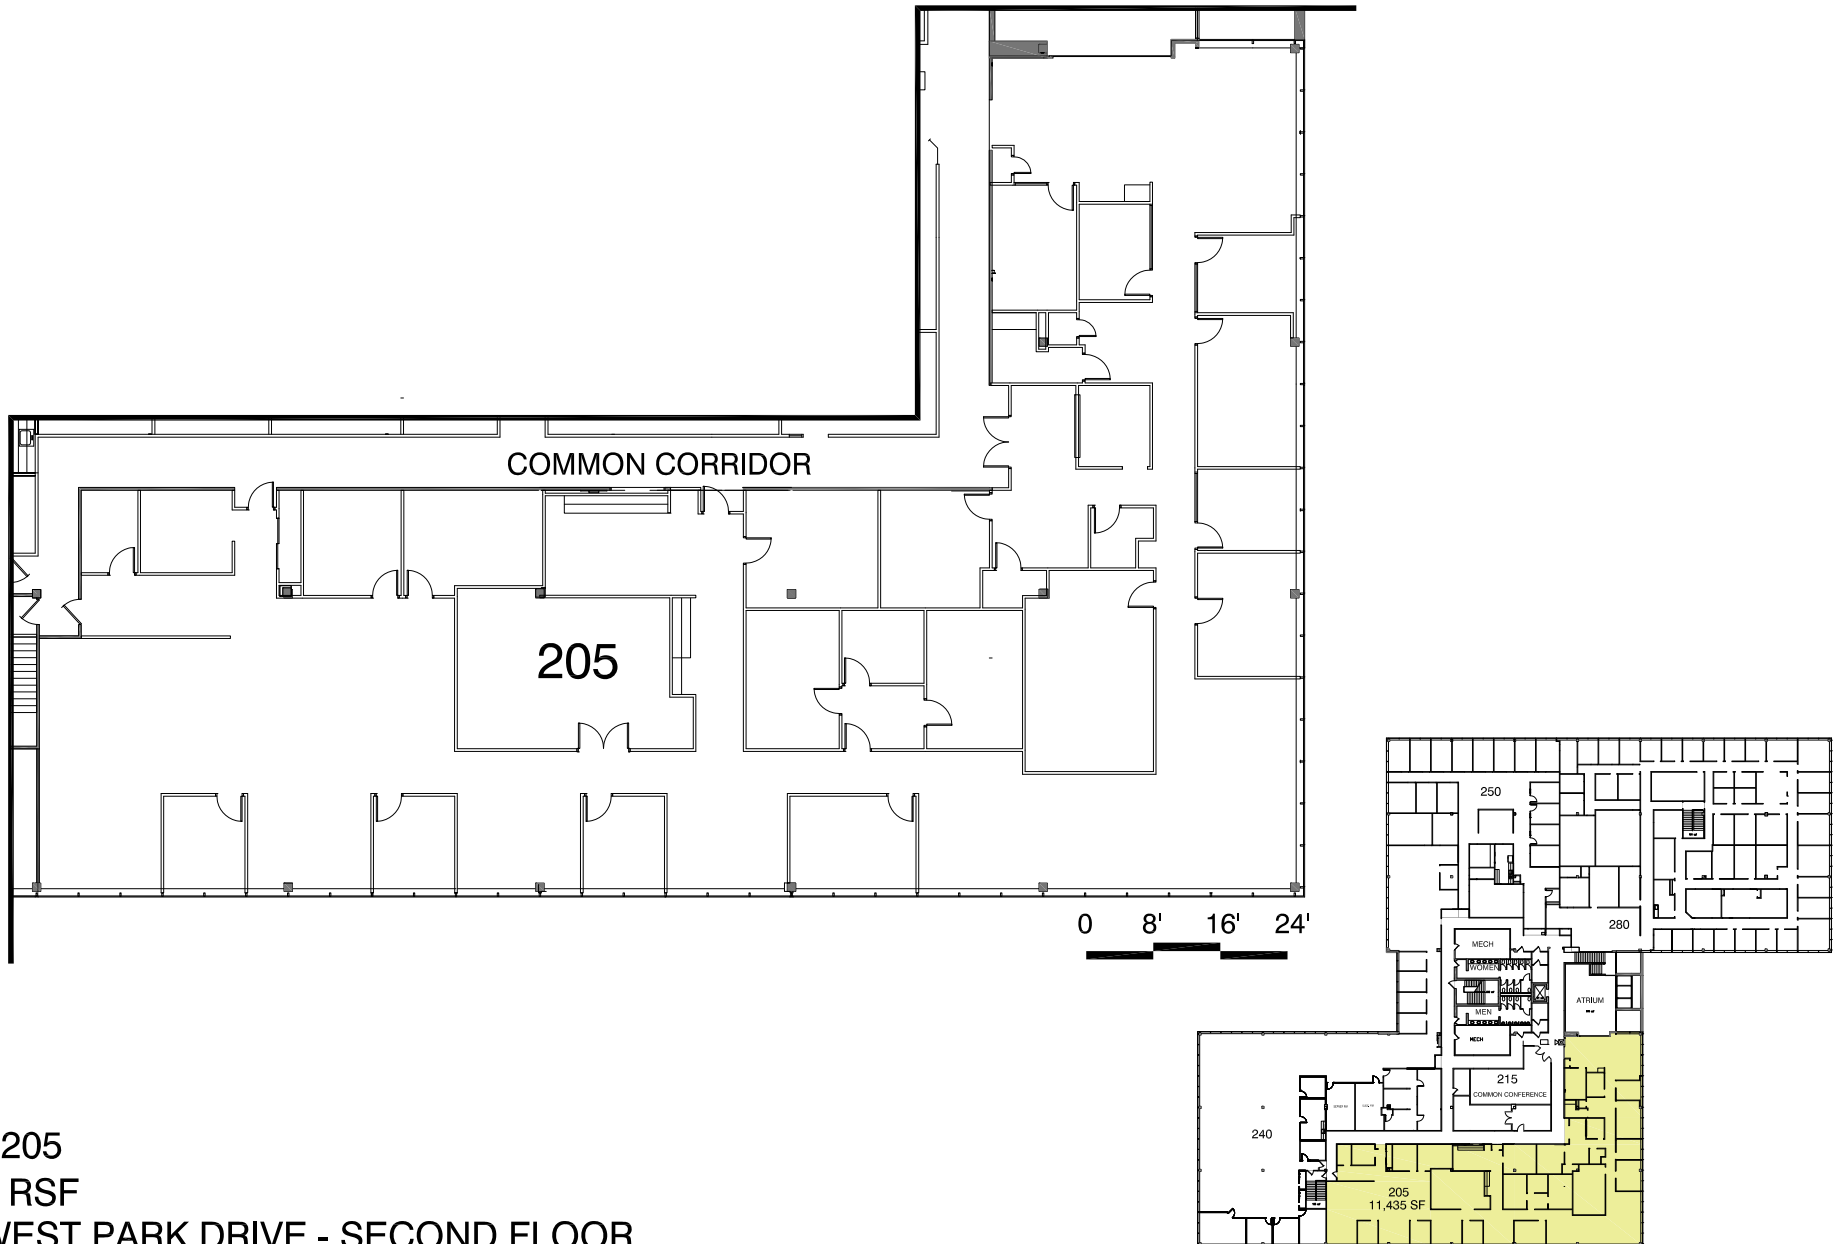 COMMON CORRIDOR
205
0 8' 16' 24'
250
280
MECH
WOMEN
ATRIUM
MEN
MECH
215
COMMON CONFERENCE
240
205
11,435 SF
205
RSF
WEST PARK DRIVE - SECOND FLOOR